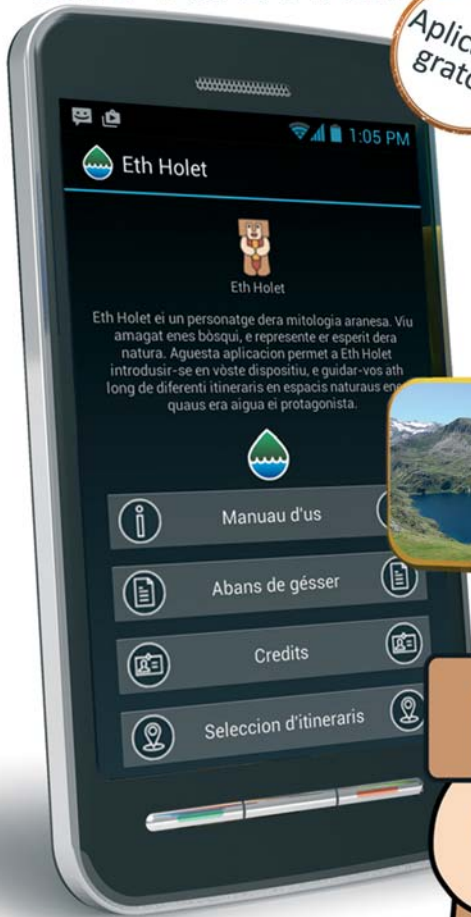 1:05 PM
Eth Holet
Eth Holet
Eth Holet ei un personatge dera mitologia aranesa. Viu
amagat enes bòsqui, e represente er esperit dera
natura. Aguesta aplicacion permet a Eth Holet
introdusir-se en vòste dispositiu, e guidar-vos ath
long de diferenti itineraris en espacis naturaus
quaus era aigua ei protagonista.
Manuau d'us
Abans de gésser
Credits
Seleccion d'itineraris